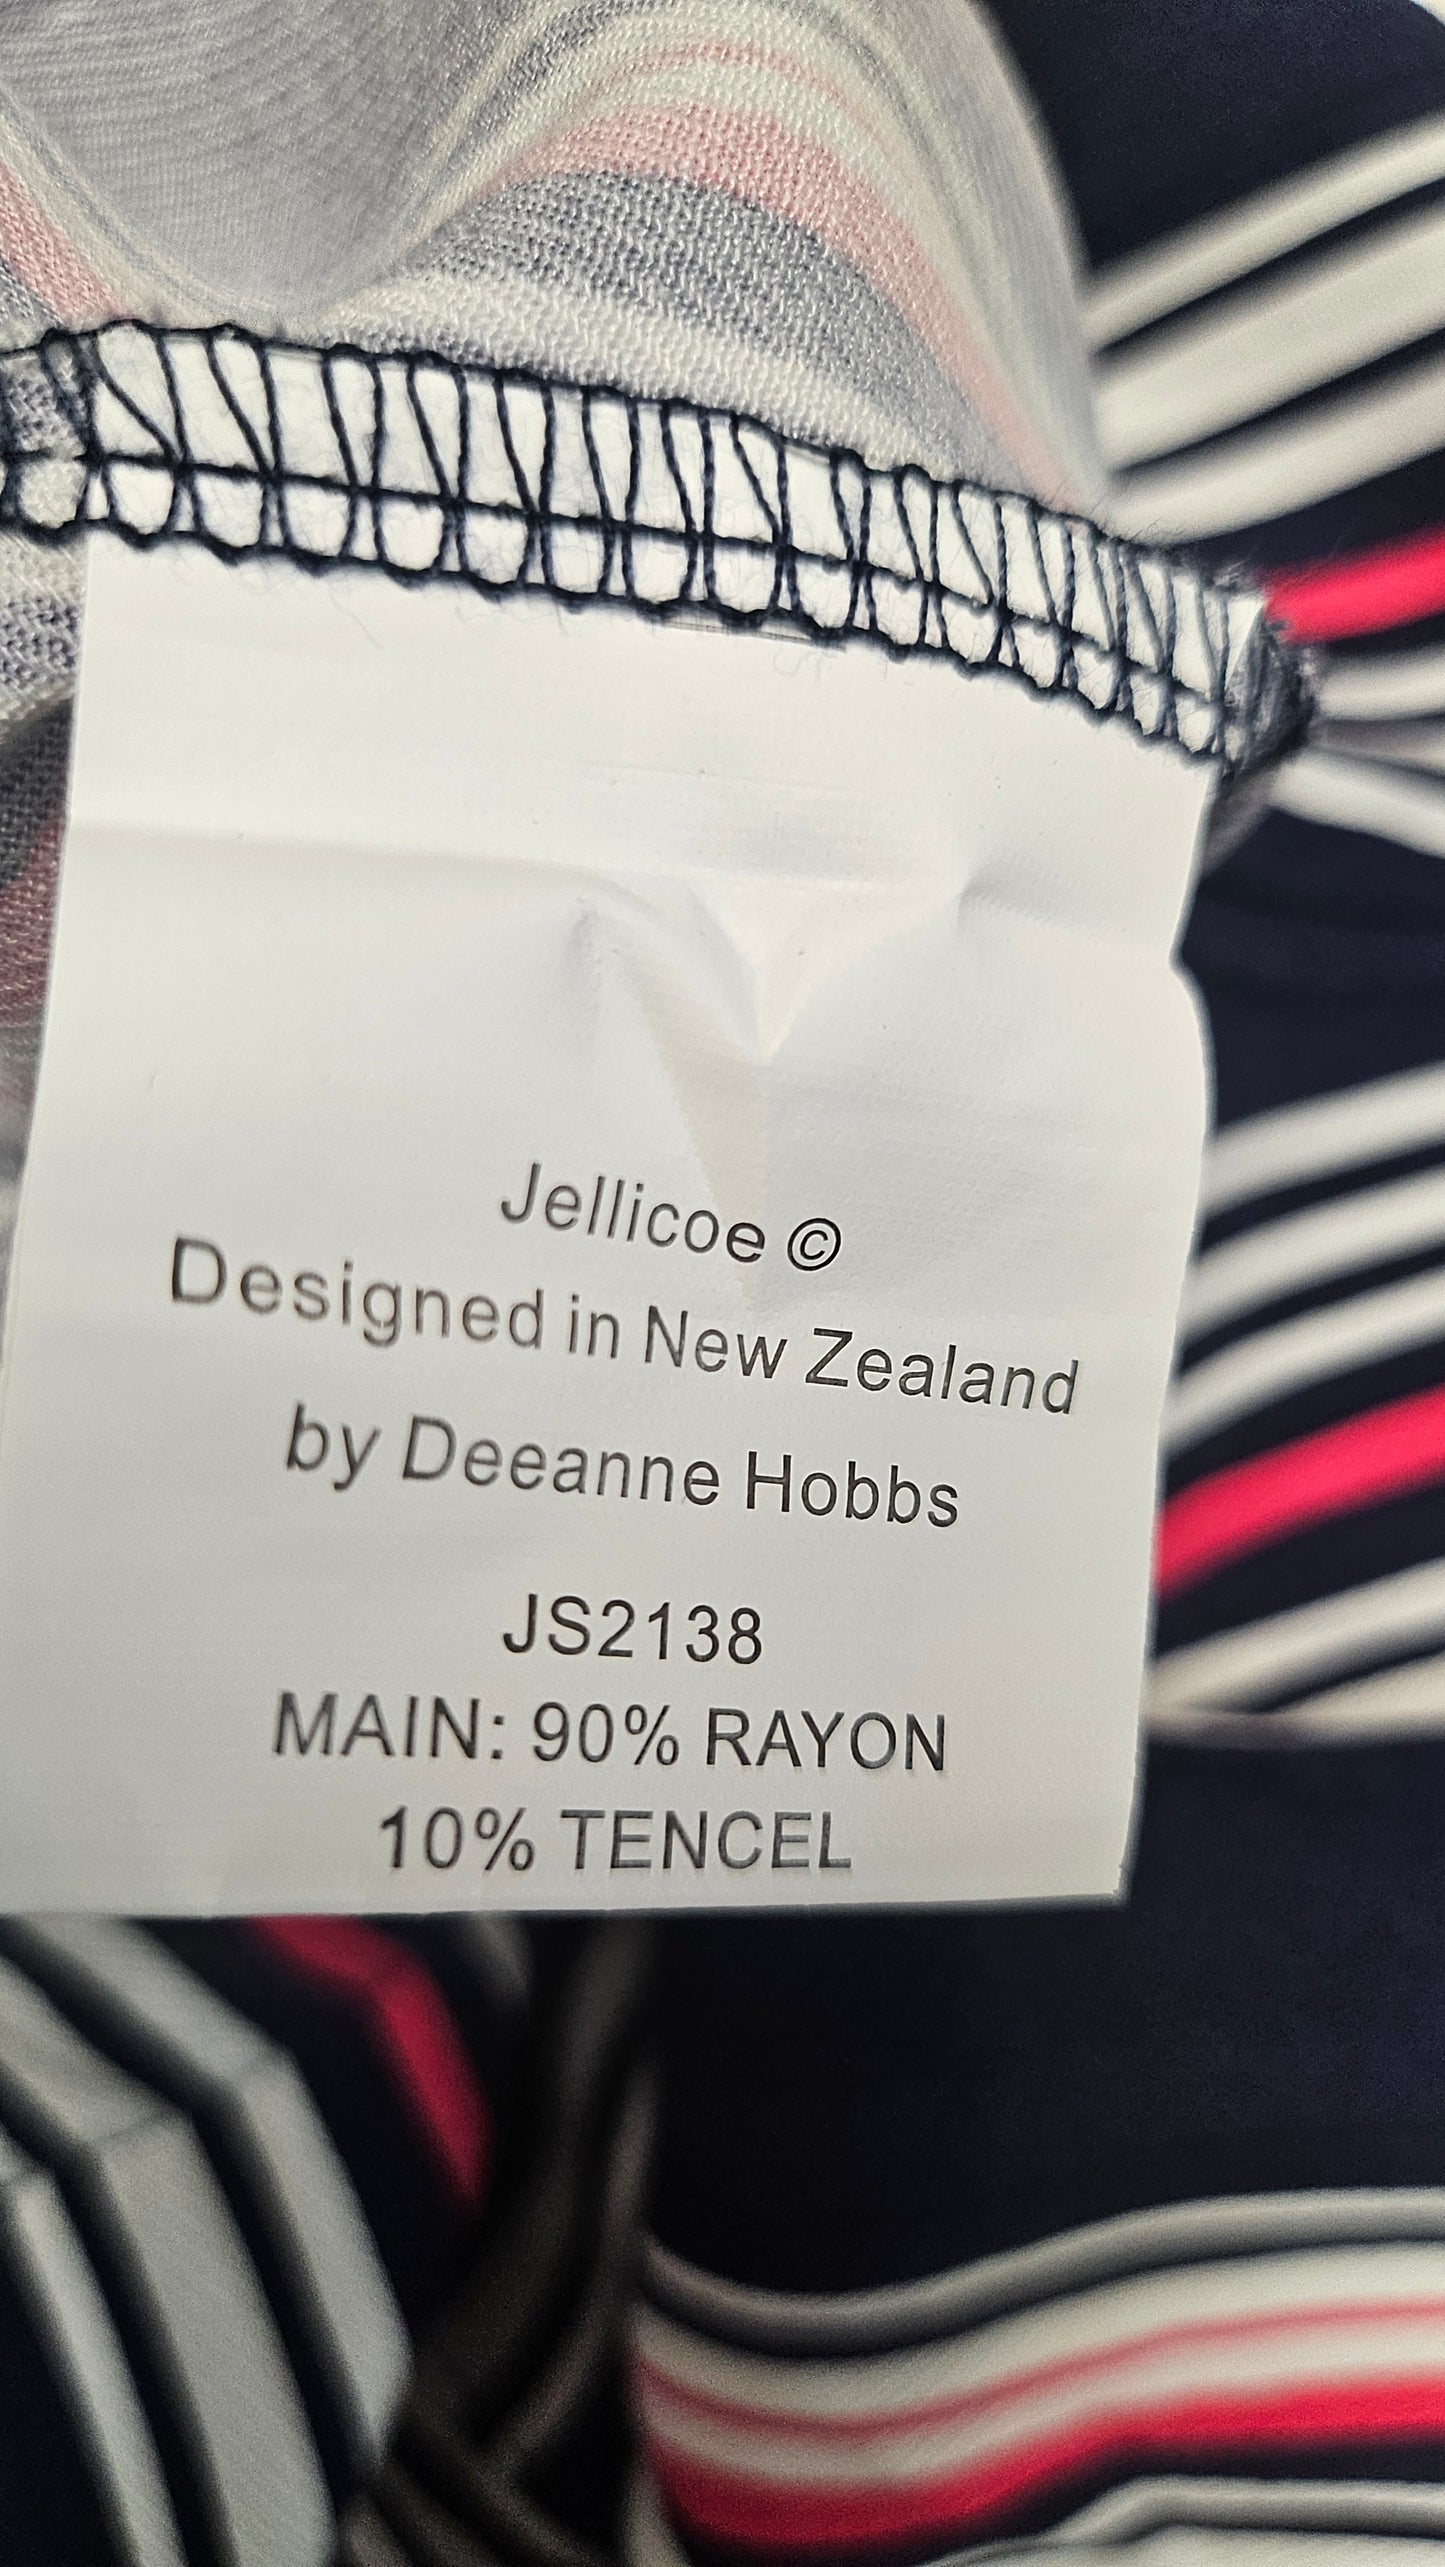 Jellicoe ©
Designed in New Zealand
by Deeanne Hobbs
JS2138
MAIN: 90% RAYON
10% TENCEL